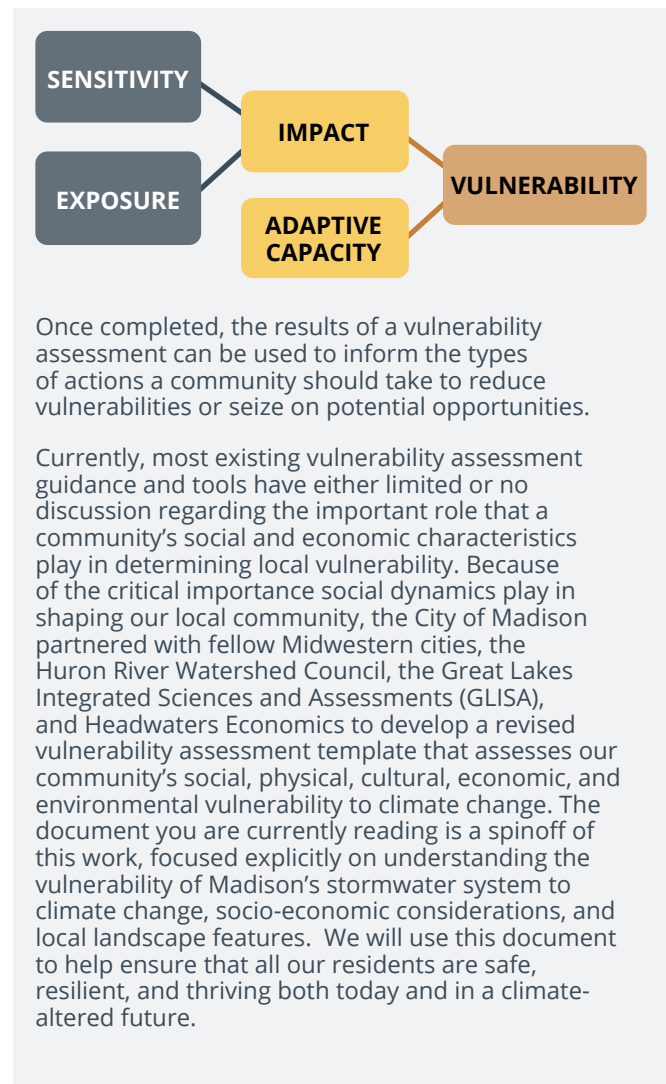 SENSITIVITY
EXPOSURE
IMPACT
ADAPTIVE
CAPACITY
VULNERABILITY
Once completed, the results of a vulnerability
assessment can be used to inform the types
of actions a community should take to reduce
vulnerabilities or seize on potential opportunities.
Currently, most existing vulnerability assessment
guidance and tools have either limited or no
discussion regarding the important role that a
community's social and economic characteristics
play in determining local vulnerability. Because
of the critical importance social dynamics play in
shaping our local community, the City of Madison
partnered with fellow Midwestern cities, the
Huron River Watershed Council, the Great Lakes
Integrated Sciences and Assessments (GLISA),
and Headwaters Economics to develop a revised
vulnerability assessment template that assesses our
community's social, physical, cultural, economic, and
environmental vulnerability to climate change. The
document you are currently reading is a spinoff of
this work, focused explicitly on understanding the
vulnerability of Madison's stormwater system to
climate change, socio-economic considerations, and
local landscape features.  We will use this document
to help ensure that all our residents are safe,
resilient, and thriving both today and in a climate-
altered future.